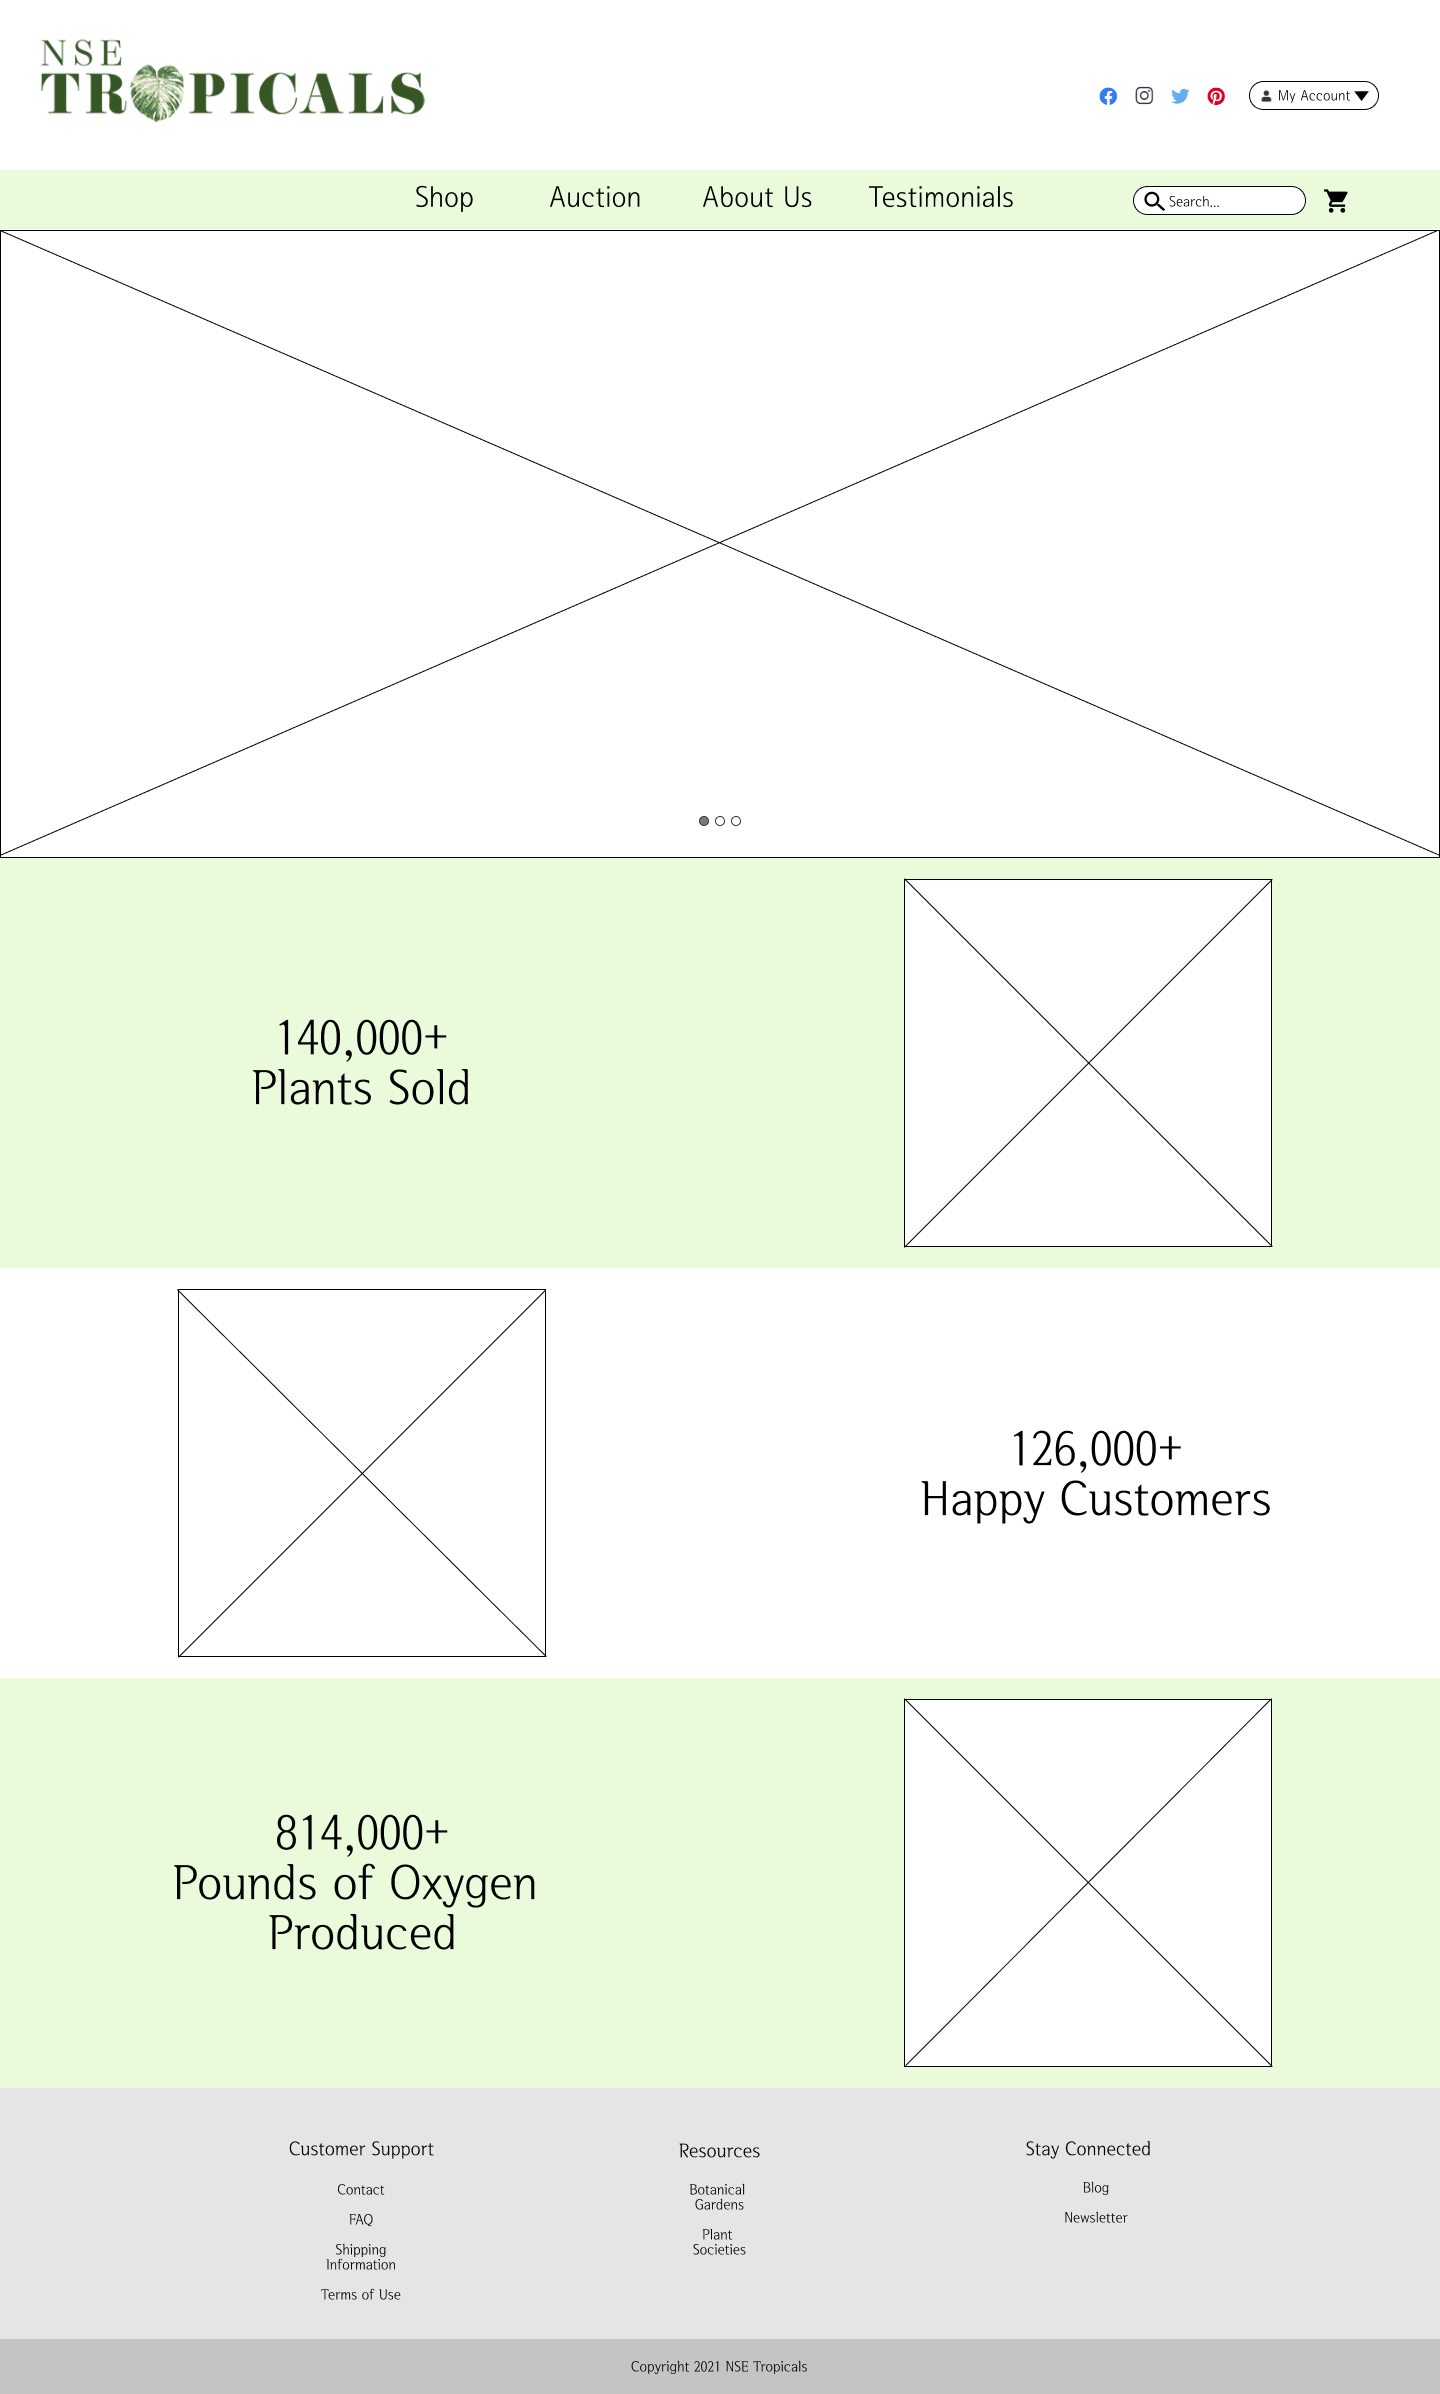 NSE
TROPICALS
My Account
Shop Auction About Us Testimonials
Search...
140,000+
Plants Sold
126,000+
Happy Customers
814,000+
Pounds of Oxygen
Produced
Customer Support
Contact
FAQ
Shipping
Information
Terms of Use
Resources
Botanical
Gardens
Plant
Societies
Stay Connected
Blog
Newsletter
Copyright 2021 NSE Tropicals